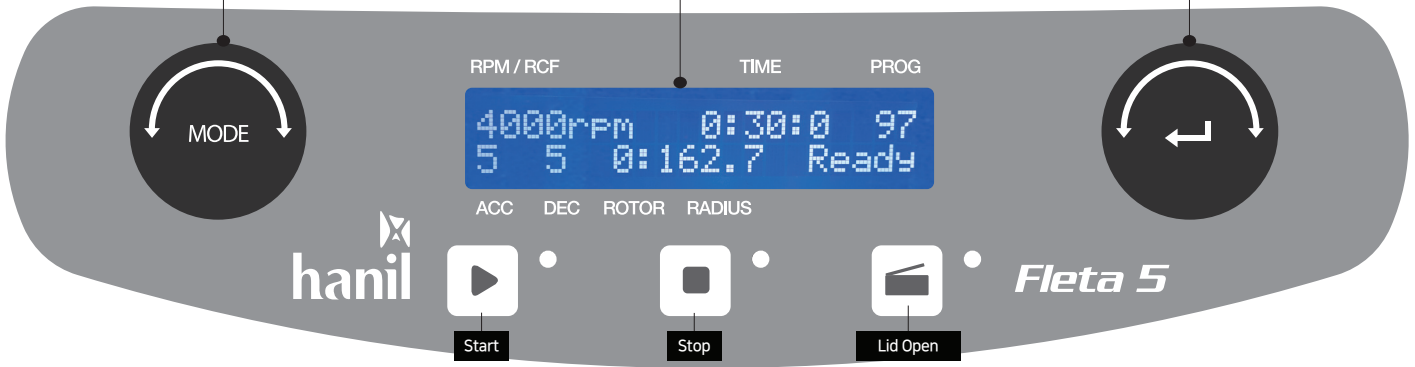 RPM / RCF TIME PROG
MODE
4000rpm 0:30:0 97
5 5 0:162.7 Ready
ACC DEC ROTOR RADIUS
hanil
Fleta 5
Start Stop Lid Open